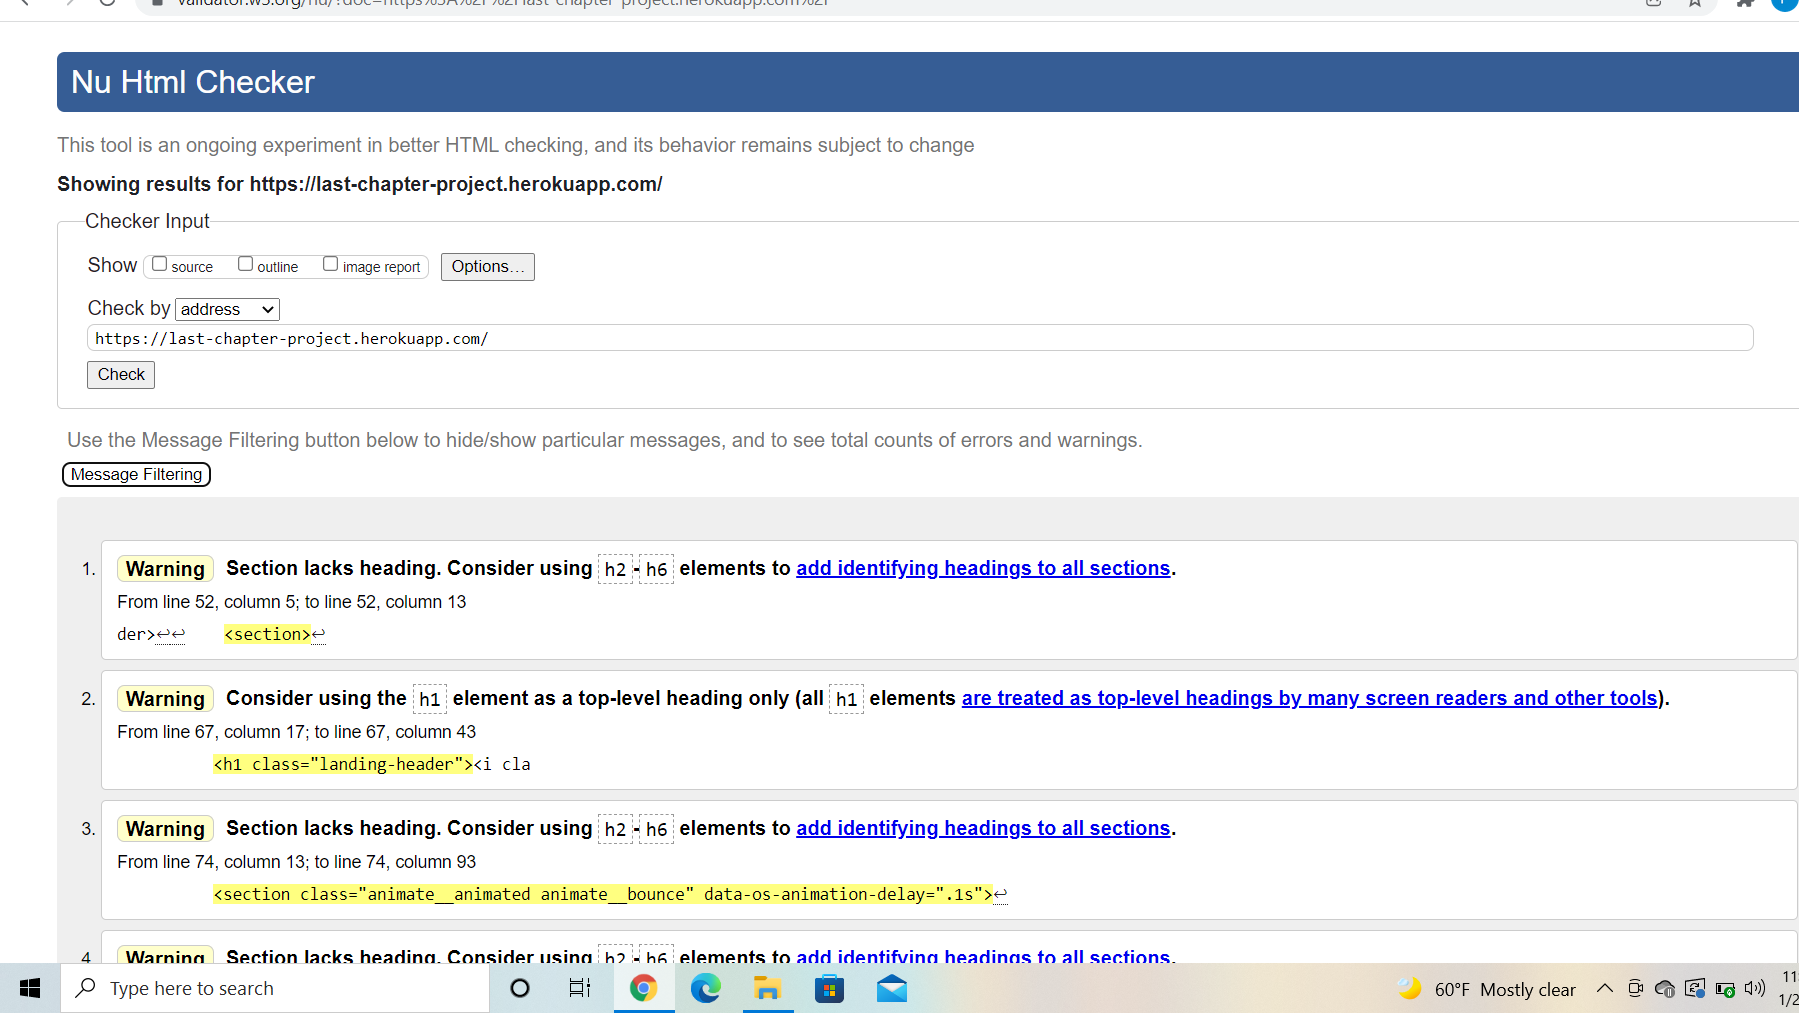 validator.w3.org/nu/?doc=https%3A%2F%2Flast-chapter-project.herokuapp.com%2F
Nu Html Checker
This tool is an ongoing experiment in better HTML checking, and its behavior remains subject to change
Showing results for https://last-chapter-project.herokuapp.com/
Checker Input
Show source outline image report Options...
Check by address
https://last-chapter-project.herokuapp.com/
Check
Use the Message Filtering button below to hide/show particular messages, and to see total counts of errors and warnings.
Message Filtering
1. Warning Section lacks heading. Consider using h2-h6 elements to add identifying headings to all sections.
From line 52, column 5; to line 52, column 13
der>↩↩ <section>↩
2. Warning Consider using the h1 element as a top-level heading only (all h1 elements are treated as top-level headings by many screen readers and other tools).
From line 67, column 17; to line 67, column 43
<h1 class="landing-header"><i cla
3. Warning Section lacks heading. Consider using h2-h6 elements to add identifying headings to all sections.
From line 74, column 13; to line 74, column 93
<section class="animate__animated animate__bounce" data-os-animation-delay=".1s">↩
4. Warning Section lacks heading. Consider using h2-h6 elements to add identifying headings to all sections.
Type here to search
60°F Mostly clear
11:
1/2